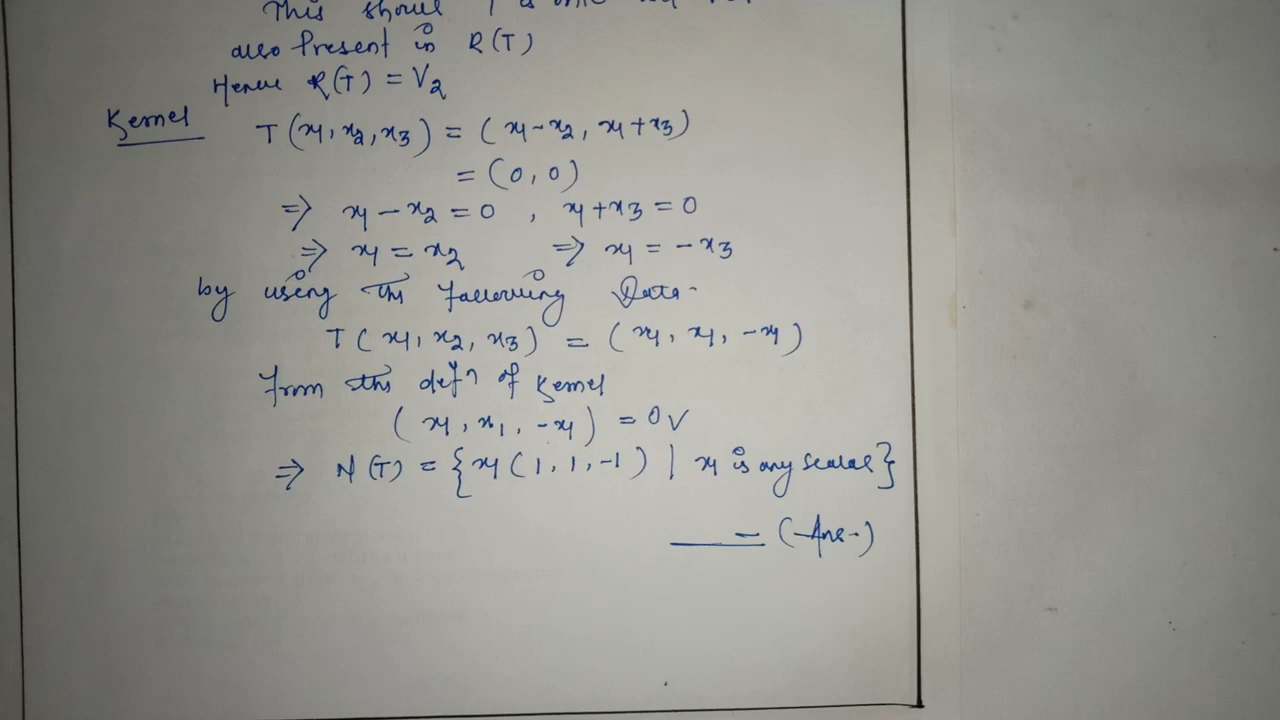 This
also Present in R(T)
Hence R(T) = V₂
Kernel
T(x₁, x₂, x₃) = (x₁ - x₂, x₁ + x₃)
= (0, 0)
⇒ x₁ - x₂ = 0 , x₁ + x₃ = 0
⇒ x₁ = x₂ ⇒ x₁ = -x₃
by using the following Data.
T(x₁, x₂, x₃) = (x₁, x₁, -x₁)
from the defⁿ of Kernel
(x₁, x₁, -x₁) = 0V
⇒ N(T) = {x₁(1, 1, -1) | x₁ is any scalar}
(Ans.)